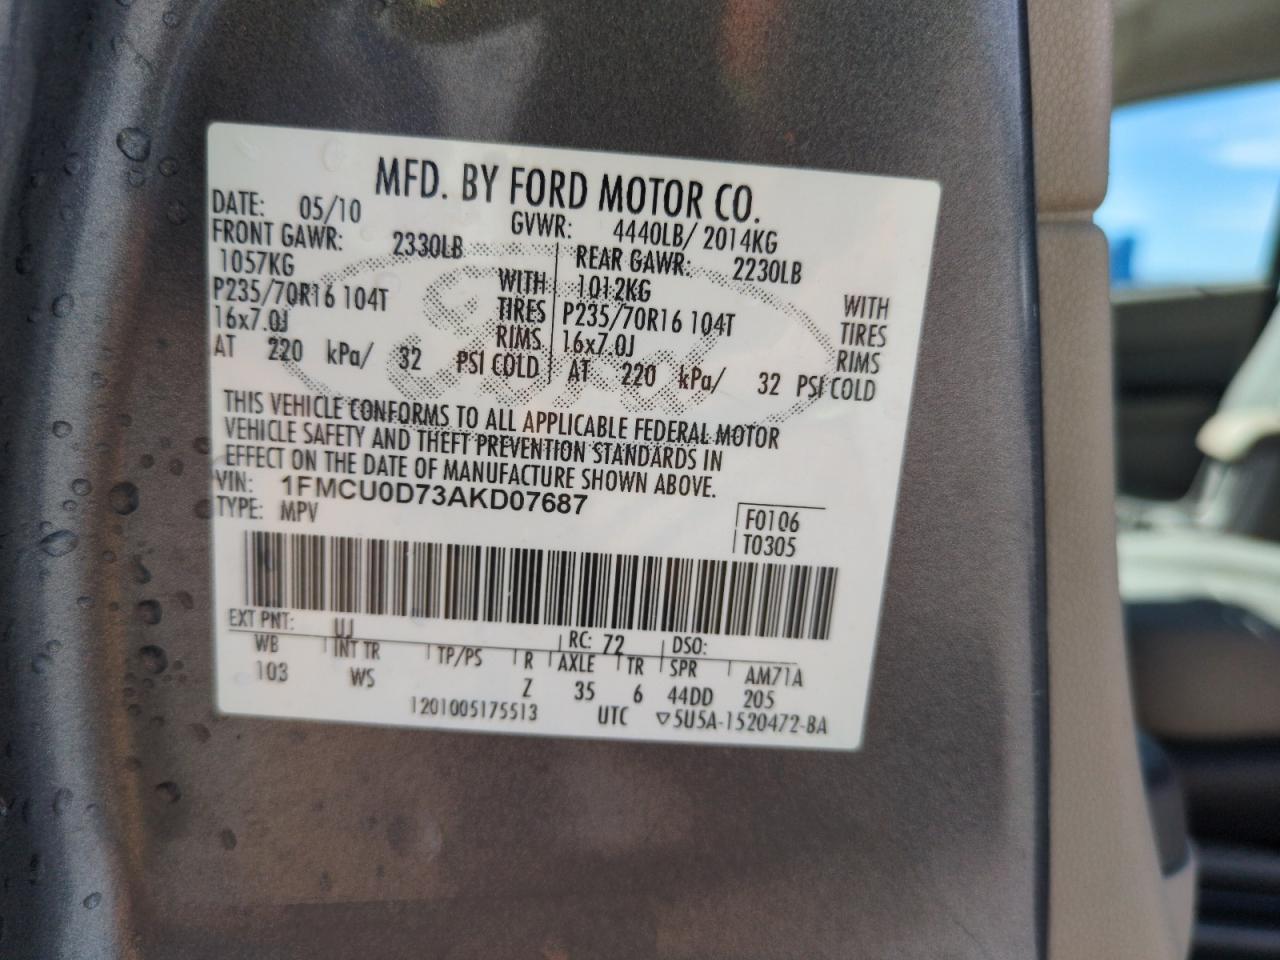 MFD. BY FORD MOTOR CO.
DATE: 05/10 GVWR: 4440LB/ 2014KG
FRONT GAWR: 2330LB REAR GAWR: 2230LB
1057KG WITH 1012KG WITH
P235/70R16 104T TIRES P235/70R16 104T TIRES
16x7.0J RIMS 16x7.0J RIMS
AT 220 kPa/ 32 PSI COLD AT 220 kPa/ 32 PSI COLD
Ford
THIS VEHICLE CONFORMS TO ALL APPLICABLE FEDERAL MOTOR
VEHICLE SAFETY AND THEFT PREVENTION STANDARDS IN
EFFECT ON THE DATE OF MANUFACTURE SHOWN ABOVE.
VIN: 1FMCU0D73AKD07687
TYPE: MPV
F0106
T0305
EXT PNT: UJ RC: 72 DSO:
WB INT TR TP/PS R AXLE TR SPR AM71A
103 WS Z 35 6 44DD 205
1201005175513 UTC ▽5U5A-1520472-BA